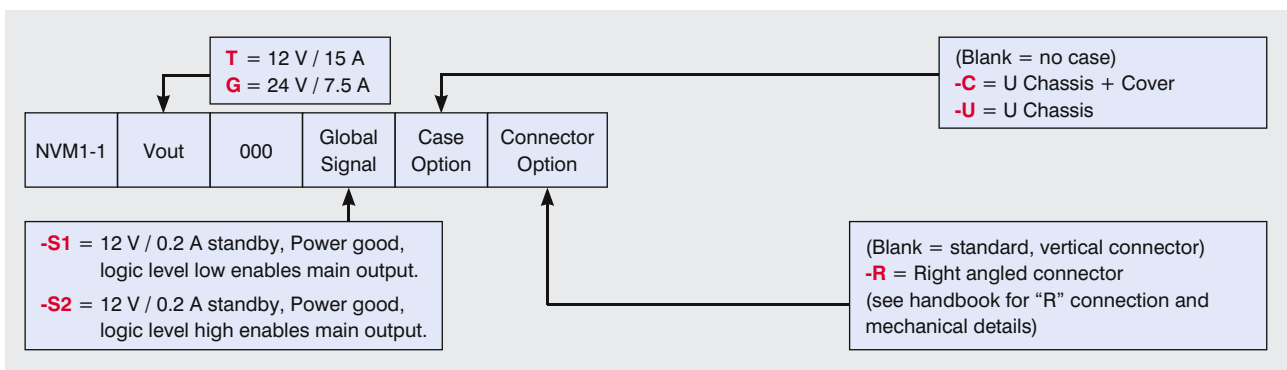 T = 12 V / 15 A
G = 24 V / 7.5 A
(Blank = no case)
-C = U Chassis + Cover
-U = U Chassis
NVM1-1
Vout
000
Global
Signal
Case
Option
Connector
Option
-S1 = 12 V / 0.2 A standby, Power good,
logic level low enables main output.
-S2 = 12 V / 0.2 A standby, Power good,
logic level high enables main output.
(Blank = standard, vertical connector)
-R = Right angled connector
(see handbook for “R” connection and
mechanical details)